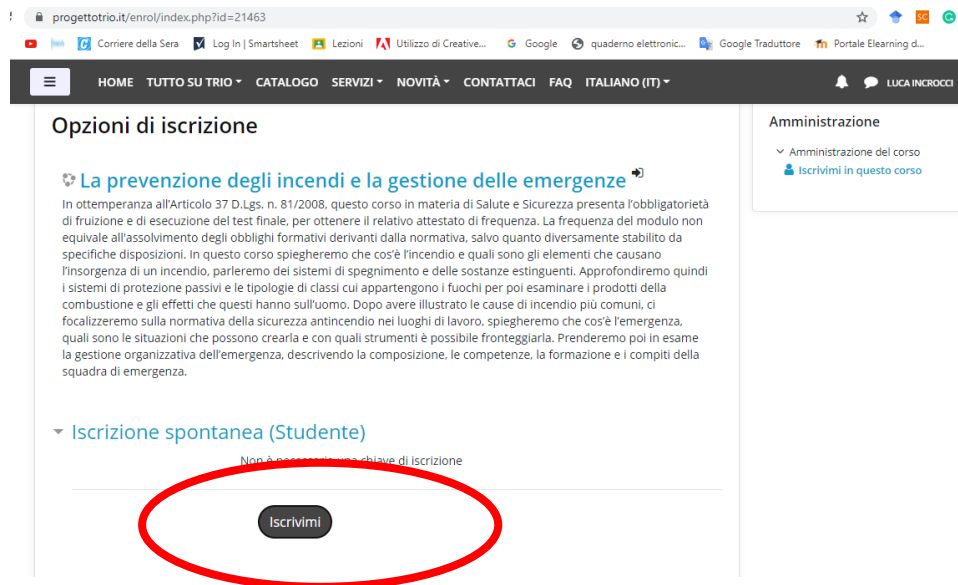 progettotrio.it/enrol/index.php?id=21463
SC
G
Corriere della Sera Log In | Smartsheet Lezioni Utilizzo di Creative... G Google quaderno elettronic... Google Traduttore Portale Elearning d...
HOME TUTTO SU TRIO CATALOGO SERVIZI NOVITÀ CONTATTACI FAQ ITALIANO (IT) LUCA INCROCCI
Opzioni di iscrizione
La prevenzione degli incendi e la gestione delle emergenze
In ottemperanza all'Articolo 37 D.Lgs. n. 81/2008, questo corso in materia di Salute e Sicurezza presenta l'obbligatorietà
di fruizione e di esecuzione del test finale, per ottenere il relativo attestato di frequenza. La frequenza del modulo non
equivale all'assolvimento degli obblighi formativi derivanti dalla normativa, salvo quanto diversamente stabilito da
specifiche disposizioni. In questo corso spiegheremo che cos'è l'incendio e quali sono gli elementi che causano
l'insorgenza di un incendio, parleremo dei sistemi di spegnimento e delle sostanze estinguenti. Approfondiremo quindi
i sistemi di protezione passivi e le tipologie di classi cui appartengono i fuochi per poi esaminare i prodotti della
combustione e gli effetti che questi hanno sull'uomo. Dopo avere illustrato le cause di incendio più comuni, ci
focalizzeremo sulla normativa della sicurezza antincendio nei luoghi di lavoro, spiegheremo che cos'è l'emergenza,
quali sono le situazioni che possono crearla e con quali strumenti è possibile fronteggiarla. Prenderemo poi in esame
la gestione organizzativa dell'emergenza, descrivendo la composizione, le competenze, la formazione e i compiti della
squadra di emergenza.
Iscrizione spontanea (Studente)
Non è necessaria una chiave di iscrizione
Iscrivimi
Amministrazione
Amministrazione del corso
Iscrivimi in questo corso